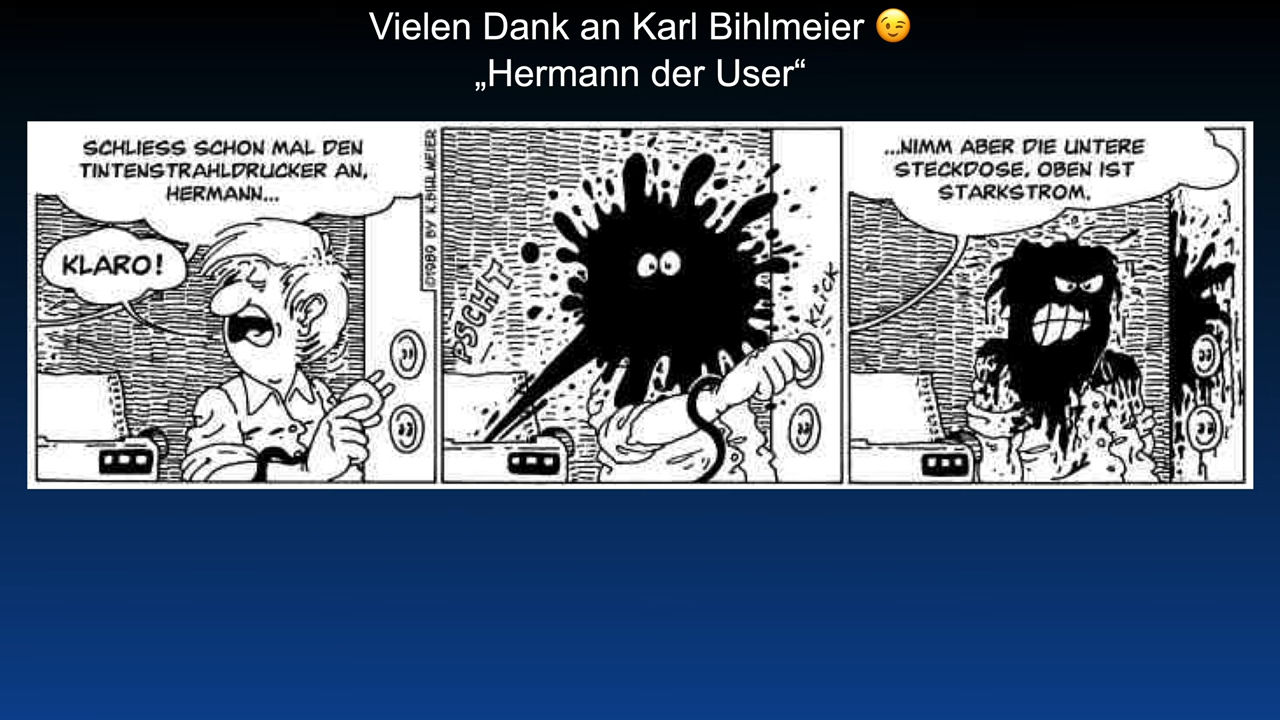 Vielen Dank an Karl Bihlmeier 😉
„Hermann der User“
SCHLIESS SCHON MAL DEN
TINTENSTRAHLDRUCKER AN,
HERMANN...
KLARO!
©1989 BY K.BIHLMEIER
PSCHT
KLICK
...NIMM ABER DIE UNTERE
STECKDOSE, OBEN IST
STARKSTROM.